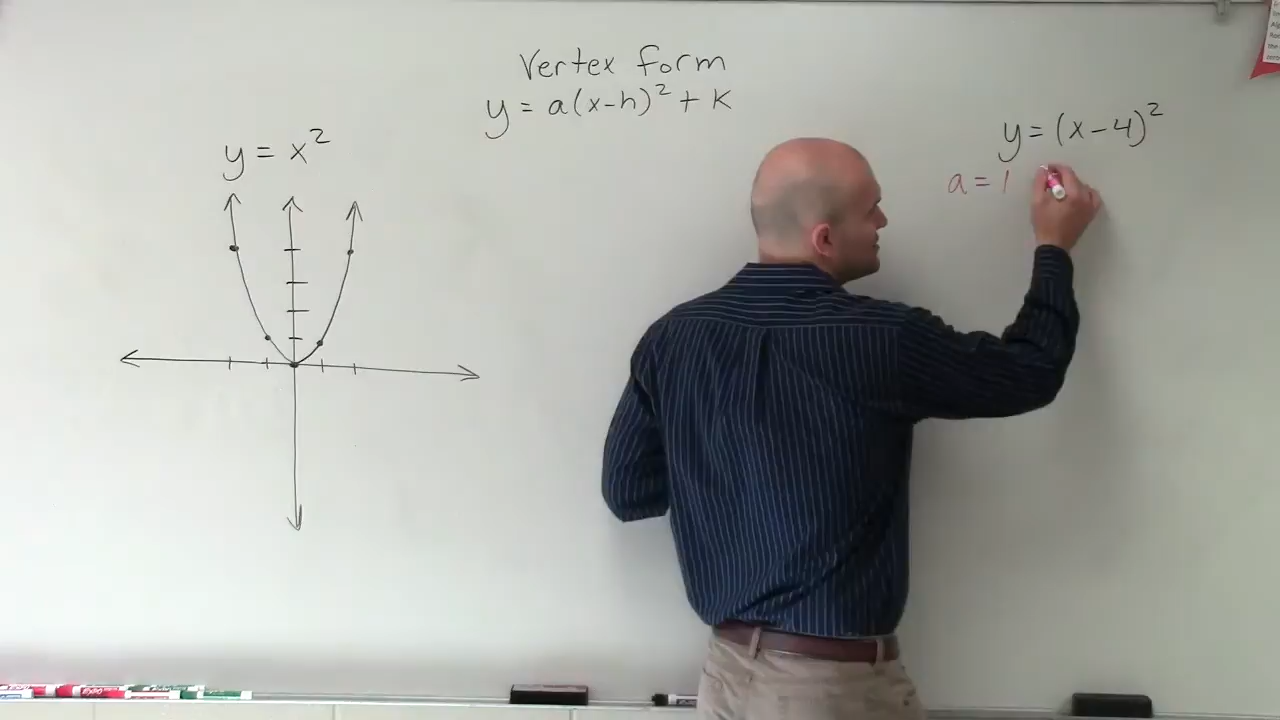 Vertex form
y = a(x-h)² + k
y = x²
y = (x-4)²
a = 1